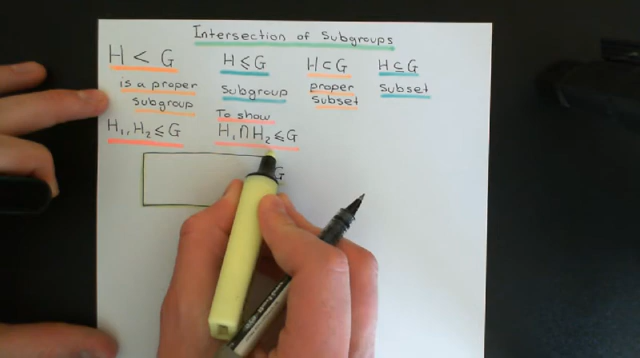 Intersection of Subgroups
H < G H ≤ G H ⊂ G H ⊆ G
is a proper subgroup proper subset
subgroup subset
To show
H₁, H₂ ≤ G H₁ ∩ H₂ ≤ G
G